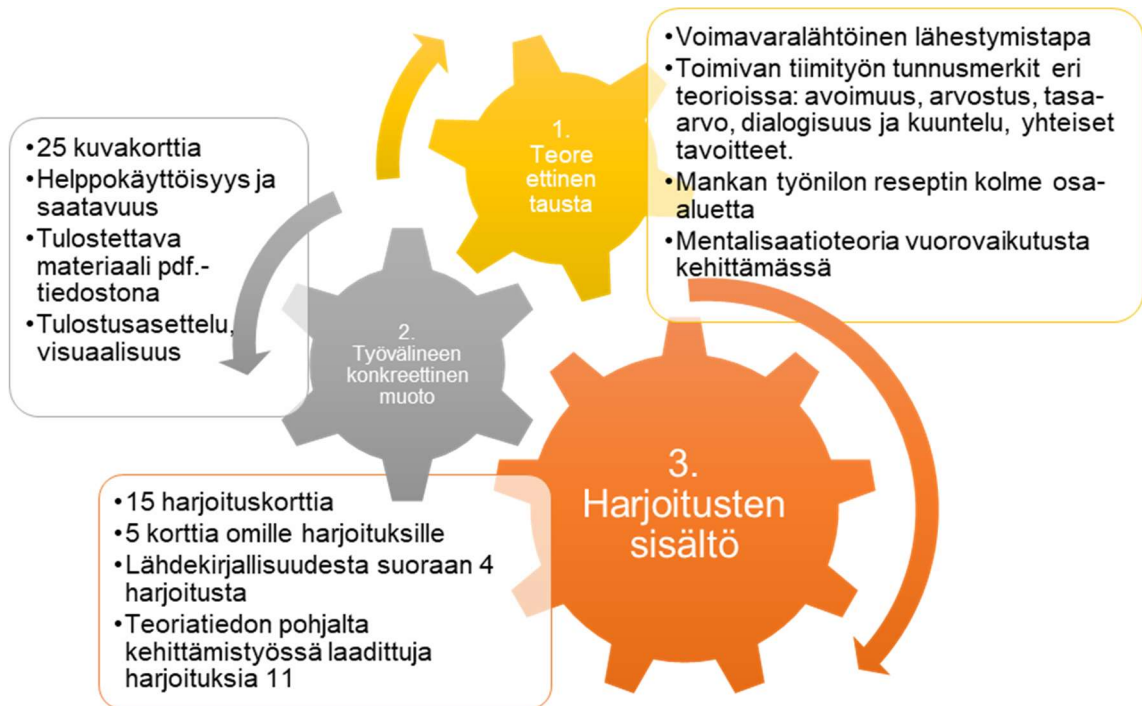 1.
Teore
ettinen
tausta
•Voimavaralähtöinen lähestymistapa
•Toimivan tiimityön tunnusmerkit eri
teorioissa: avoimuus, arvostus, tasa-
arvo, dialogisuus ja kuuntelu, yhteiset
tavoitteet.
•Mankan työnilon reseptin kolme osa-
aluetta
•Mentalisaatioteoria vuorovaikutusta
kehittämässä
2.
Työvälineen
konkreettinen
muoto
•25 kuvakorttia
•Helppokäyttöisyys ja
saatavuus
•Tulostettava
materiaali pdf.-
tiedostona
•Tulostusasettelu,
visuaalisuus
3.
Harjoitusten
sisältö
•15 harjoituskorttia
•5 korttia omille harjoituksille
•Lähdekirjallisuudesta suoraan 4
harjoitusta
•Teoriatiedon pohjalta
kehittämistyössä laadittuja
harjoituksia 11